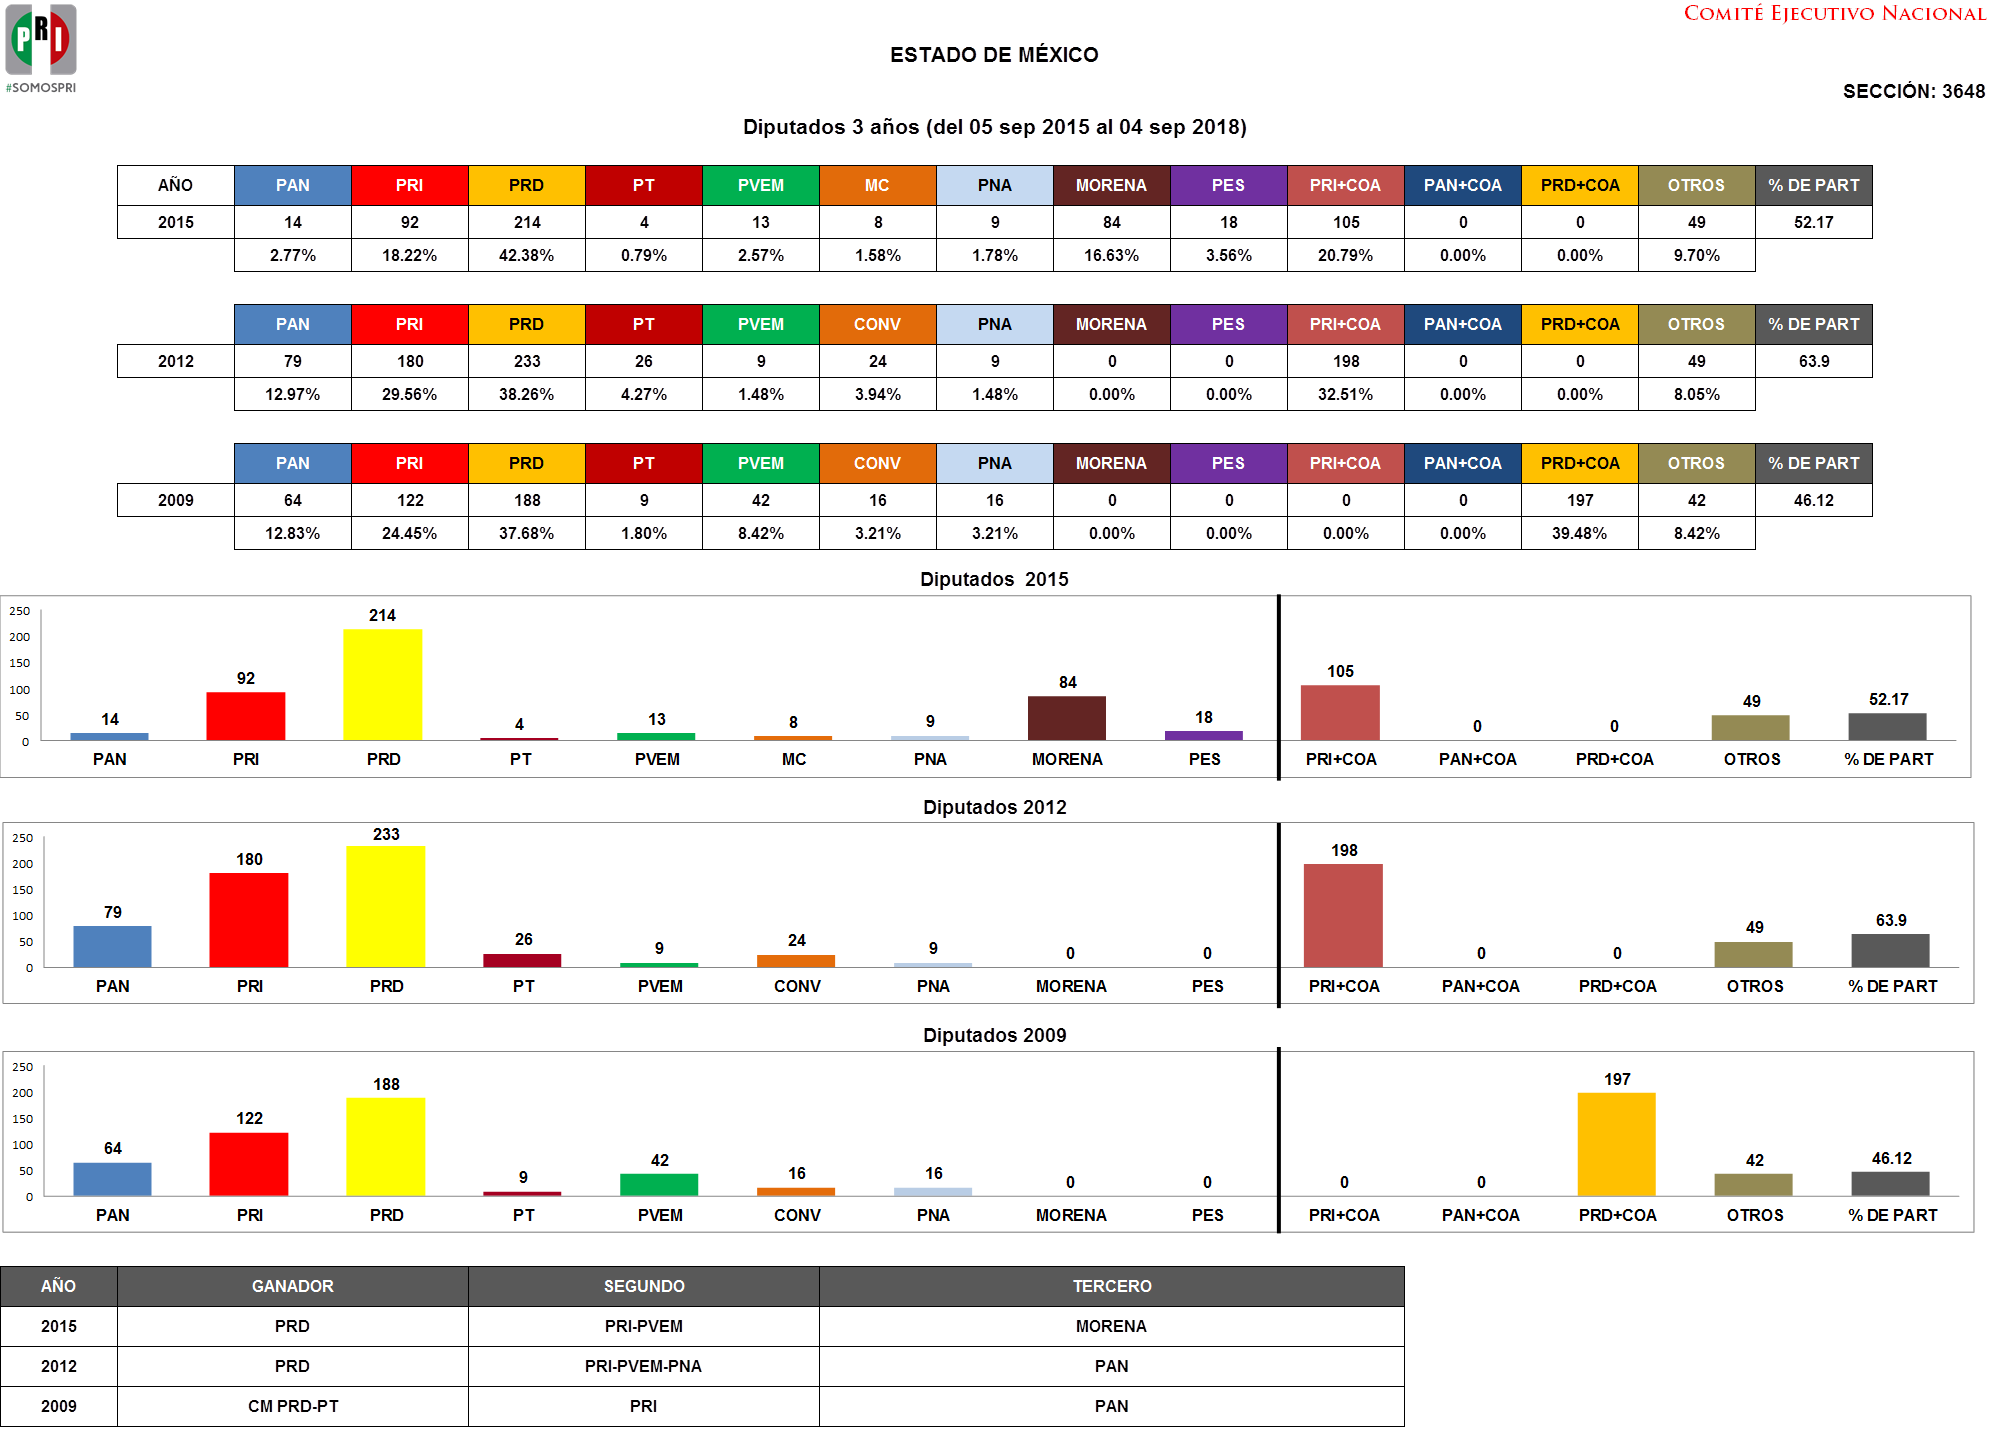 PRI
#SOMOSPRI
COMITÉ EJECUTIVO NACIONAL
ESTADO DE MÉXICO
SECCIÓN: 3648
Diputados 3 años (del 05 sep 2015 al 04 sep 2018)
AÑO PAN PRI PRD PT PVEM MC PNA MORENA PES PRI+COA PAN+COA PRD+COA OTROS % DE PART
2015 14 92 214 4 13 8 9 84 18 105 0 0 49 52.17
2.77% 18.22% 42.38% 0.79% 2.57% 1.58% 1.78% 16.63% 3.56% 20.79% 0.00% 0.00% 9.70%
PAN PRI PRD PT PVEM CONV PNA MORENA PES PRI+COA PAN+COA PRD+COA OTROS % DE PART
2012 79 180 233 26 9 24 9 0 0 198 0 0 49 63.9
12.97% 29.56% 38.26% 4.27% 1.48% 3.94% 1.48% 0.00% 0.00% 32.51% 0.00% 0.00% 8.05%
PAN PRI PRD PT PVEM CONV PNA MORENA PES PRI+COA PAN+COA PRD+COA OTROS % DE PART
2009 64 122 188 9 42 16 16 0 0 0 0 197 42 46.12
12.83% 24.45% 37.68% 1.80% 8.42% 3.21% 3.21% 0.00% 0.00% 0.00% 0.00% 39.48% 8.42%
Diputados 2015
250
200
150
100
50
0
14 92 214 4 13 8 9 84 18 105 0 0 49 52.17
PAN PRI PRD PT PVEM MC PNA MORENA PES PRI+COA PAN+COA PRD+COA OTROS % DE PART
Diputados 2012
250
200
150
100
50
0
79 180 233 26 9 24 9 0 0 198 0 0 49 63.9
PAN PRI PRD PT PVEM CONV PNA MORENA PES PRI+COA PAN+COA PRD+COA OTROS % DE PART
Diputados 2009
250
200
150
100
50
0
64 122 188 9 42 16 16 0 0 0 0 197 42 46.12
PAN PRI PRD PT PVEM CONV PNA MORENA PES PRI+COA PAN+COA PRD+COA OTROS % DE PART
AÑO GANADOR SEGUNDO TERCERO
2015 PRD PRI-PVEM MORENA
2012 PRD PRI-PVEM-PNA PAN
2009 CM PRD-PT PRI PAN